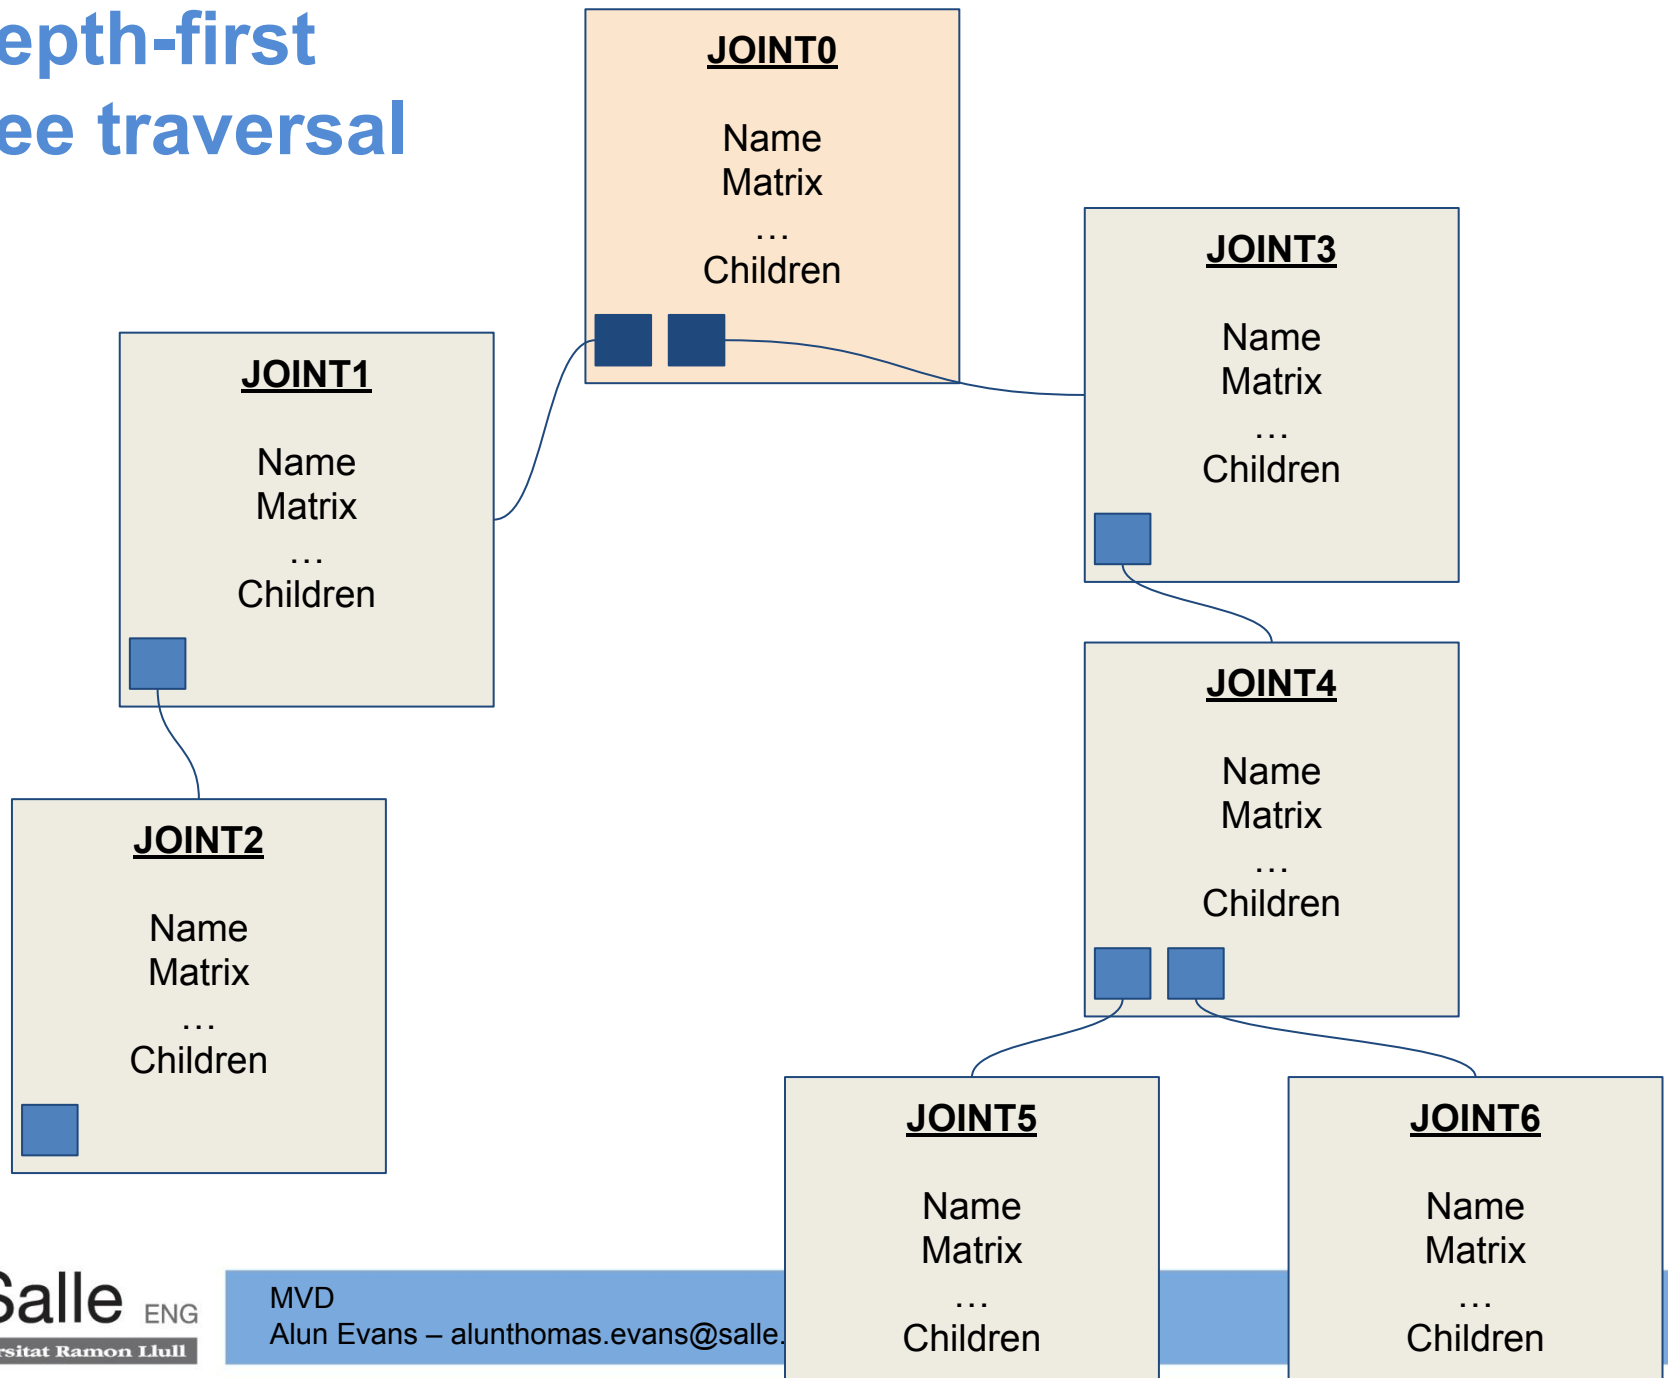 epth-first
ee traversal
JOINT0
Name
Matrix
…
Children
JOINT1
Name
Matrix
…
Children
JOINT2
Name
Matrix
…
Children
JOINT3
Name
Matrix
…
Children
JOINT4
Name
Matrix
…
Children
JOINT5
Name
Matrix
…
Children
JOINT6
Name
Matrix
…
Children
Salle ENG
rsitat Ramon Llull
MVD
Alun Evans – alunthomas.evans@salle.